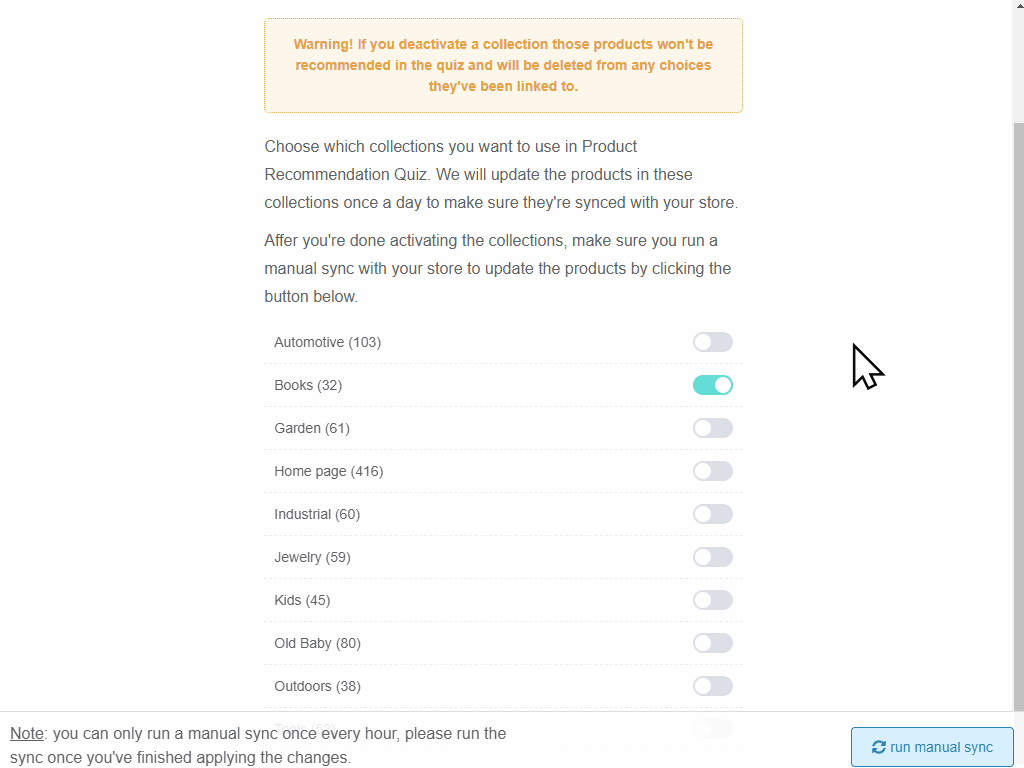 Warning! If you deactivate a collection those products won't be
recommended in the quiz and will be deleted from any choices
they've been linked to.
Choose which collections you want to use in Product
Recommendation Quiz. We will update the products in these
collections once a day to make sure they're synced with your store.
Affer you're done activating the collections, make sure you run a
manual sync with your store to update the products by clicking the
button below.
Automotive (103)
Books (32)
Garden (61)
Home page (416)
Industrial (60)
Jewelry (59)
Kids (45)
Old Baby (80)
Outdoors (38)
Note: you can only run a manual sync once every hour, please run the
sync once you've finished applying the changes.
run manual sync